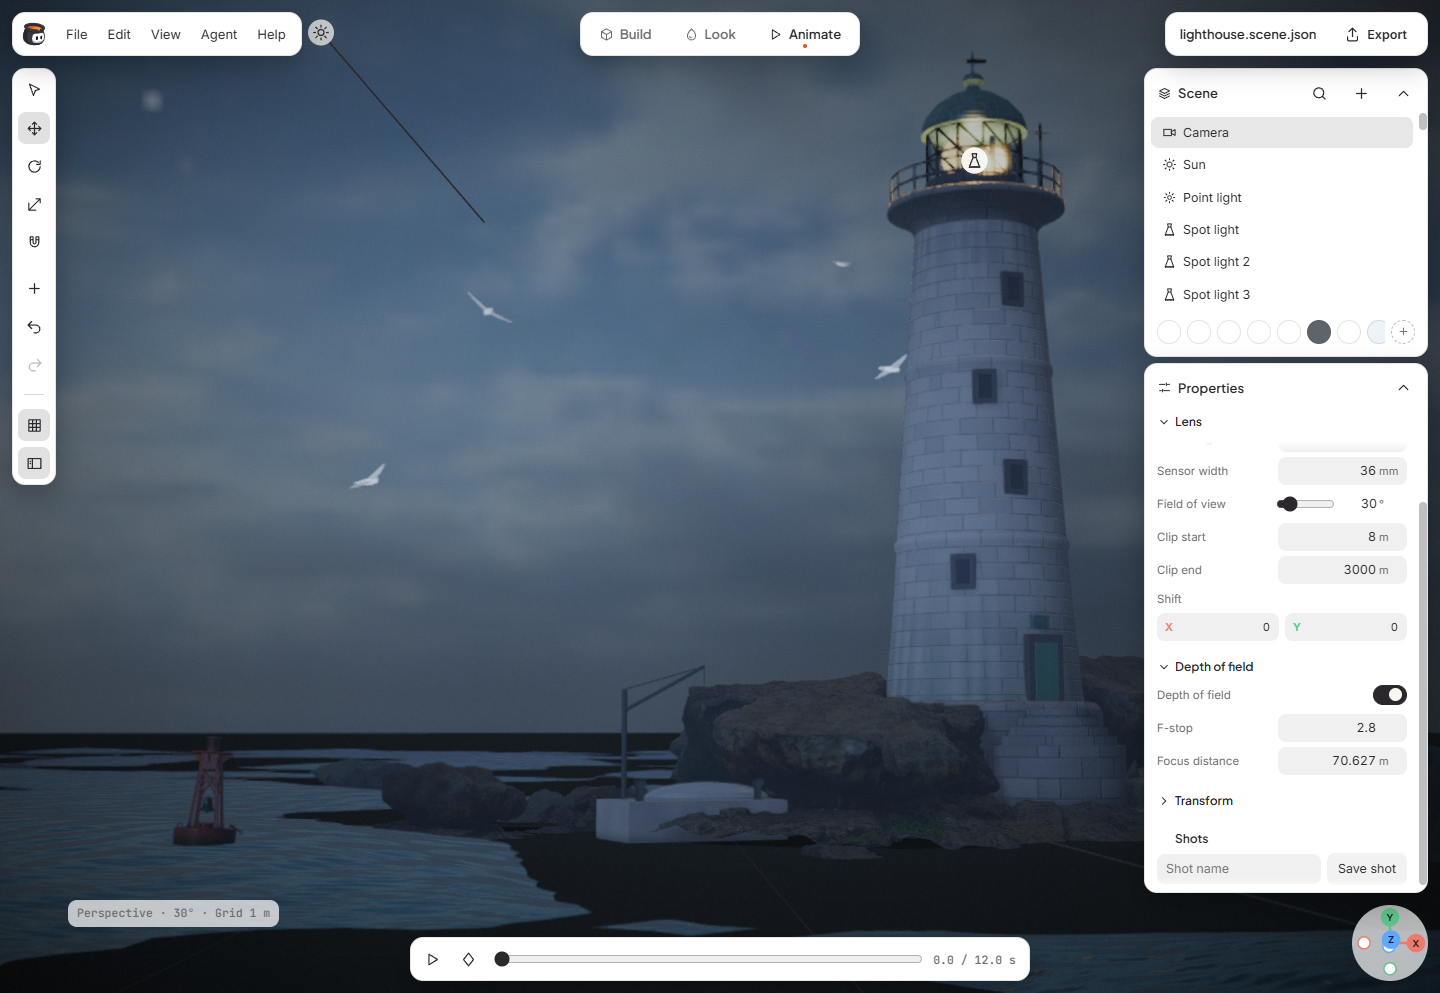 File Edit View Agent Help
Build Look Animate
lighthouse.scene.json Export
Scene
Camera
Sun
Point light
Spot light
Spot light 2
Spot light 3
Properties
Lens
Sensor width 36 mm
Field of view 30 °
Clip start 8 m
Clip end 3000 m
Shift
X 0 Y 0
Depth of field
Depth of field
F-stop 2.8
Focus distance 70.627 m
Transform
Shots
Shot name Save shot
Perspective · 30° · Grid 1 m
0.0 / 12.0 s
Y
Z X